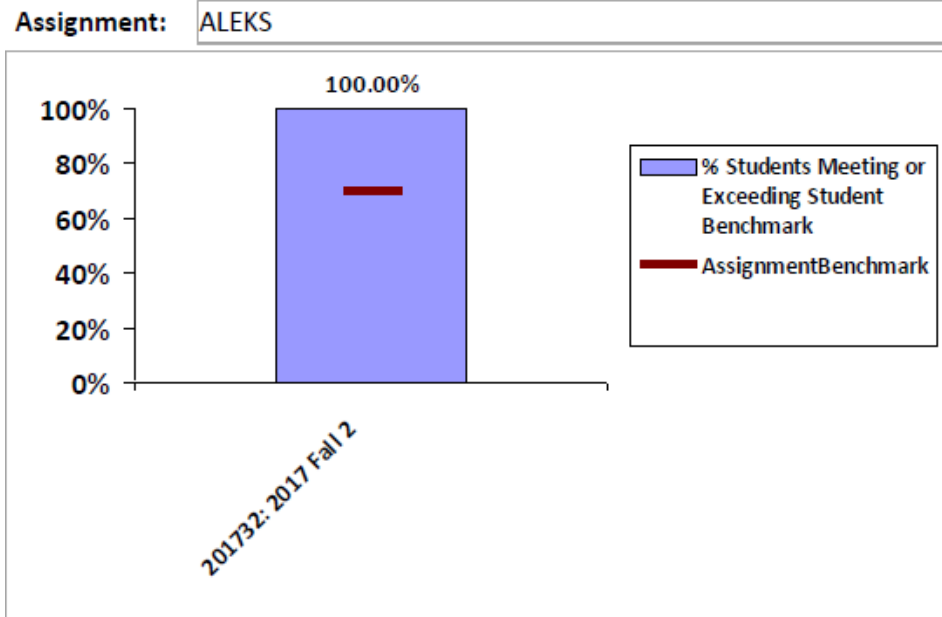 Assignment: ALEKS
100.00%
100%
80%
60%
40%
20%
0%
201732: 2017 Fall 2
% Students Meeting or
Exceeding Student
Benchmark
AssignmentBenchmark